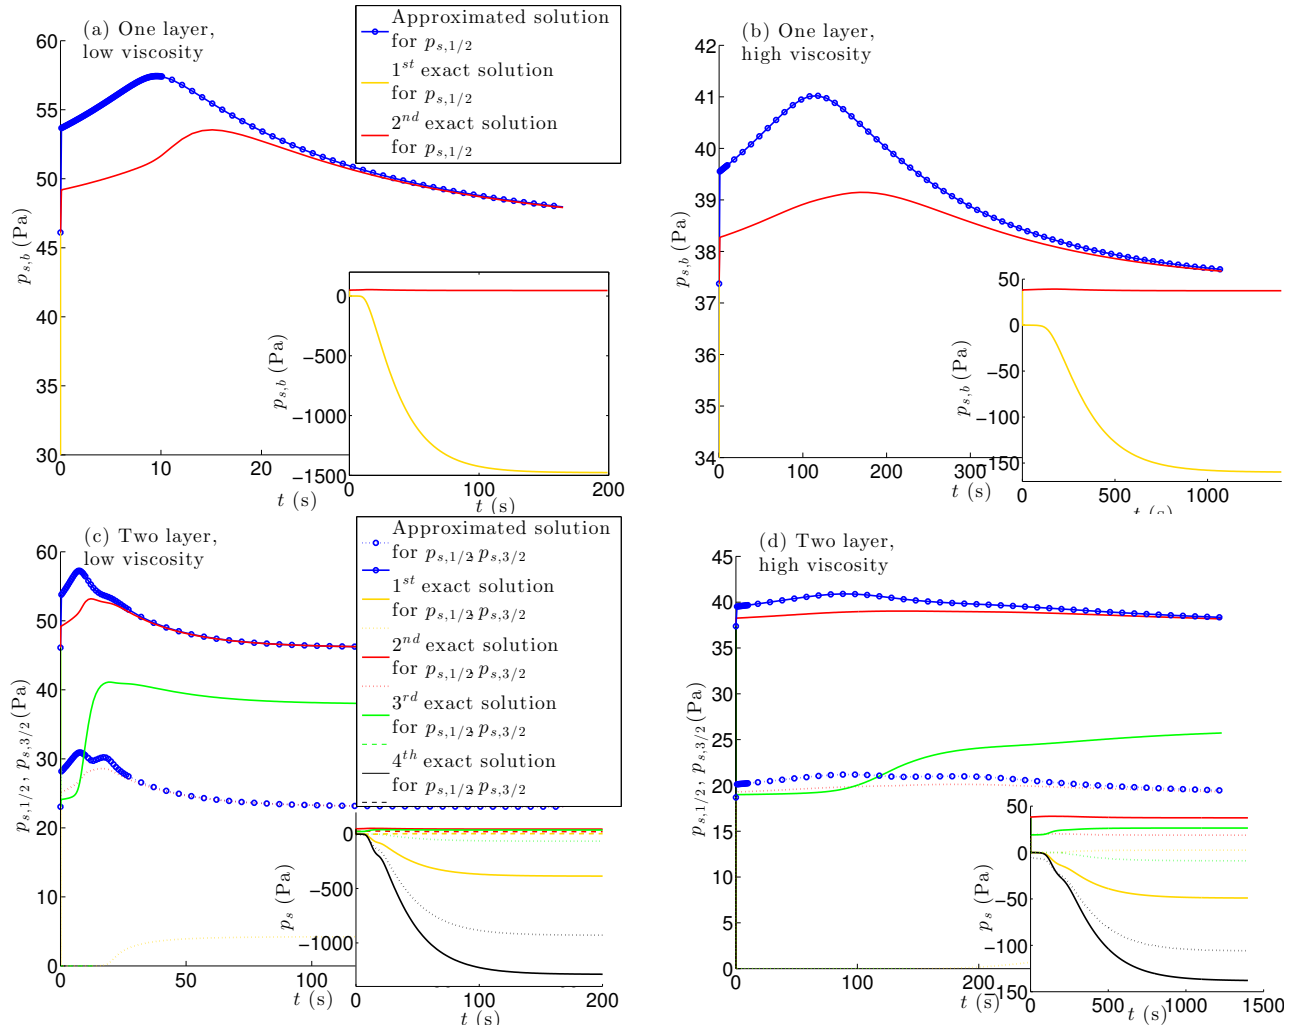 (a) One layer,
low viscosity
60
55
50
45
40
35
30
0
10
20
p_{s,b} (Pa)
t (s)
Approximated solution
for p_{s,1/2}
1^{st} exact solution
for p_{s,1/2}
2^{nd} exact solution
for p_{s,1/2}
0
−500
−1000
−1500
0
100
200
p_{s,b} (Pa)
t (s)
(b) One layer,
high viscosity
42
41
40
39
38
37
36
35
34
0
100
200
300
p_{s,b} (Pa)
t (s)
50
0
−50
−100
−150
0
500
1000
p_{s,b} (Pa)
t (s)
(c) Two layer,
low viscosity
60
50
40
30
20
10
0
0
50
100
p_{s,1/2}, p_{s,3/2} (Pa)
t (s)
Approximated solution
for p_{s,1/2}, p_{s,3/2}
1^{st} exact solution
for p_{s,1/2}, p_{s,3/2}
2^{nd} exact solution
for p_{s,1/2}, p_{s,3/2}
3^{rd} exact solution
for p_{s,1/2}, p_{s,3/2}
4^{th} exact solution
for p_{s,1/2}, p_{s,3/2}
0
−500
−1000
0
100
200
p_s (Pa)
t (s)
(d) Two layer,
high viscosity
45
40
35
30
25
20
15
10
5
0
0
100
200
p_{s,1/2}, p_{s,3/2} (Pa)
t (s)
50
0
−50
−100
−150
0
500
1000
1500
p_s (Pa)
t (s)